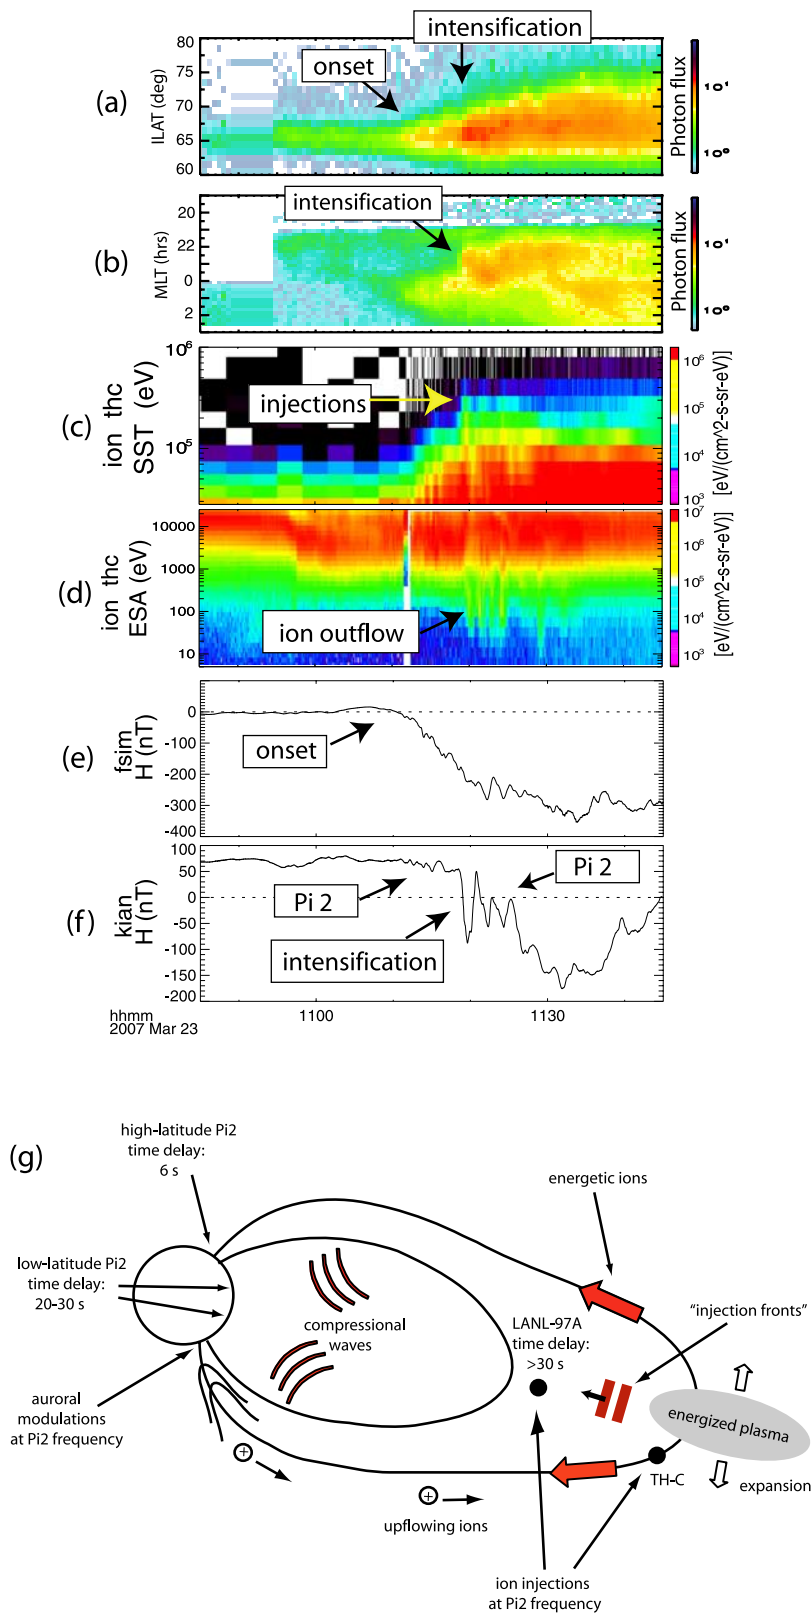 (a)
ILAT (deg)
80
75
70
65
60
onset
intensification
Photon flux
10¹
10⁰
(b)
MLT (hrs)
20
22
0
2
intensification
Photon flux
10¹
10⁰
(c)
ion thc
SST (eV)
10⁶
10⁵
injections
10⁶
10⁵
10⁴
10³
[eV/(cm^2-s-sr-eV)]
(d)
ion thc
ESA (eV)
10000
1000
100
10
ion outflow
10⁷
10⁶
10⁵
10⁴
10³
[eV/(cm^2-s-sr-eV)]
(e)
fsim
H (nT)
0
-100
-200
-300
-400
onset
(f)
kian
H (nT)
100
50
0
-50
-100
-150
-200
Pi 2
Pi 2
intensification
hhmm
2007 Mar 23
1100
1130
(g)
high-latitude Pi2
time delay:
6 s
low-latitude Pi2
time delay:
20-30 s
auroral
modulations
at Pi2 frequency
compressional
waves
energetic ions
LANL-97A
time delay:
>30 s
"injection fronts"
energized plasma
TH-C
expansion
upflowing ions
+
+
ion injections
at Pi2 frequency